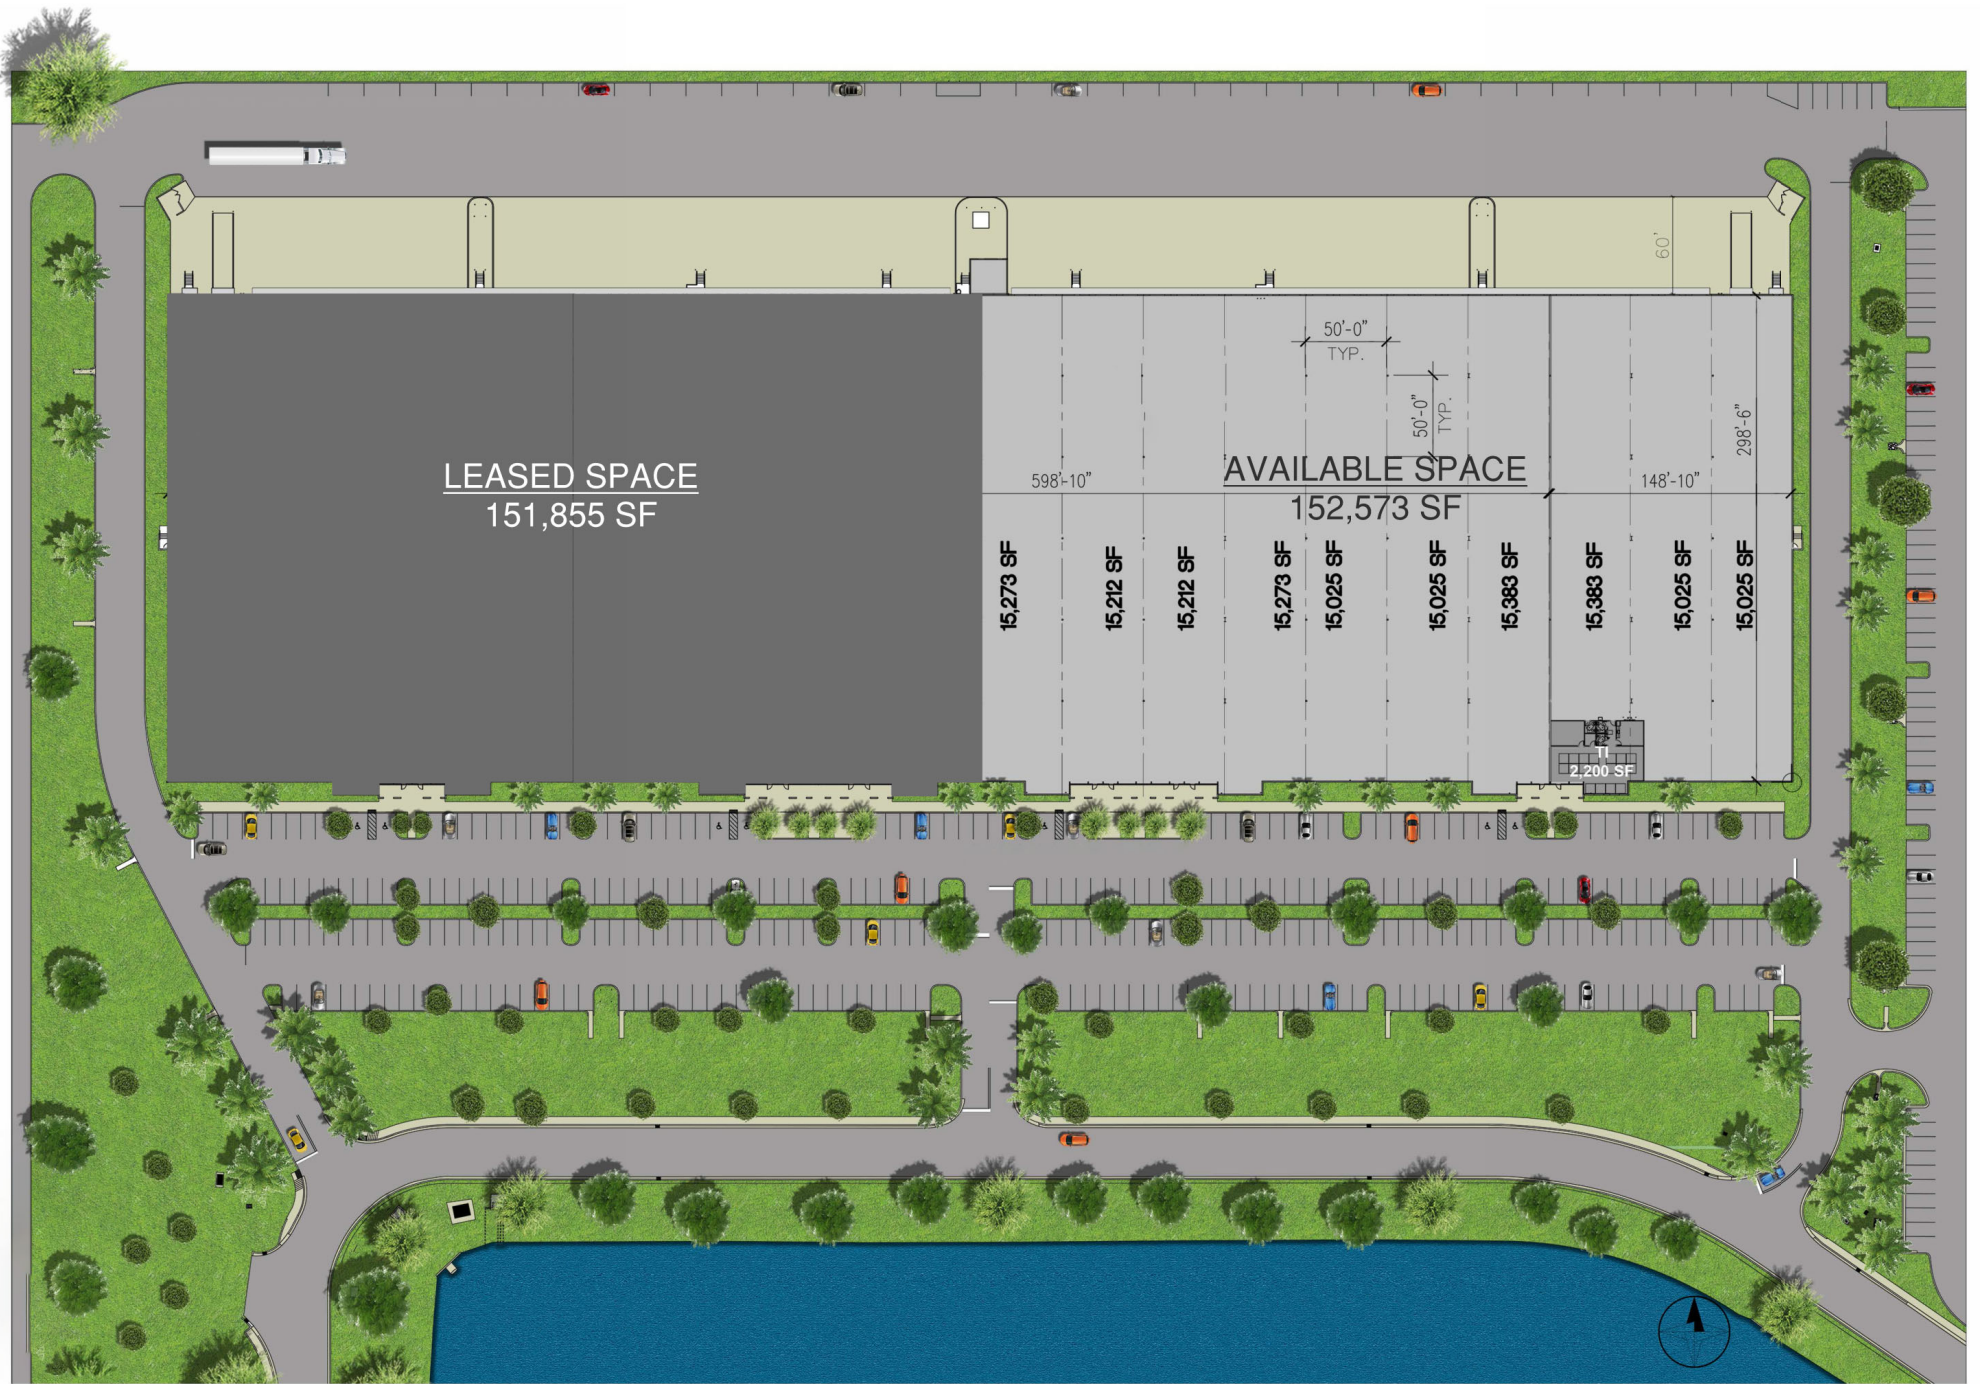 60'
50'-0"
TYP.
50'-0"
TYP.
298'-6"
LEASED SPACE
151,855 SF
598'-10"
AVAILABLE SPACE
152,573 SF
148'-10"
15,273 SF
15,212 SF
15,212 SF
15,273 SF
15,025 SF
15,025 SF
15,383 SF
15,383 SF
15,025 SF
15,025 SF
TI
2,200 SF